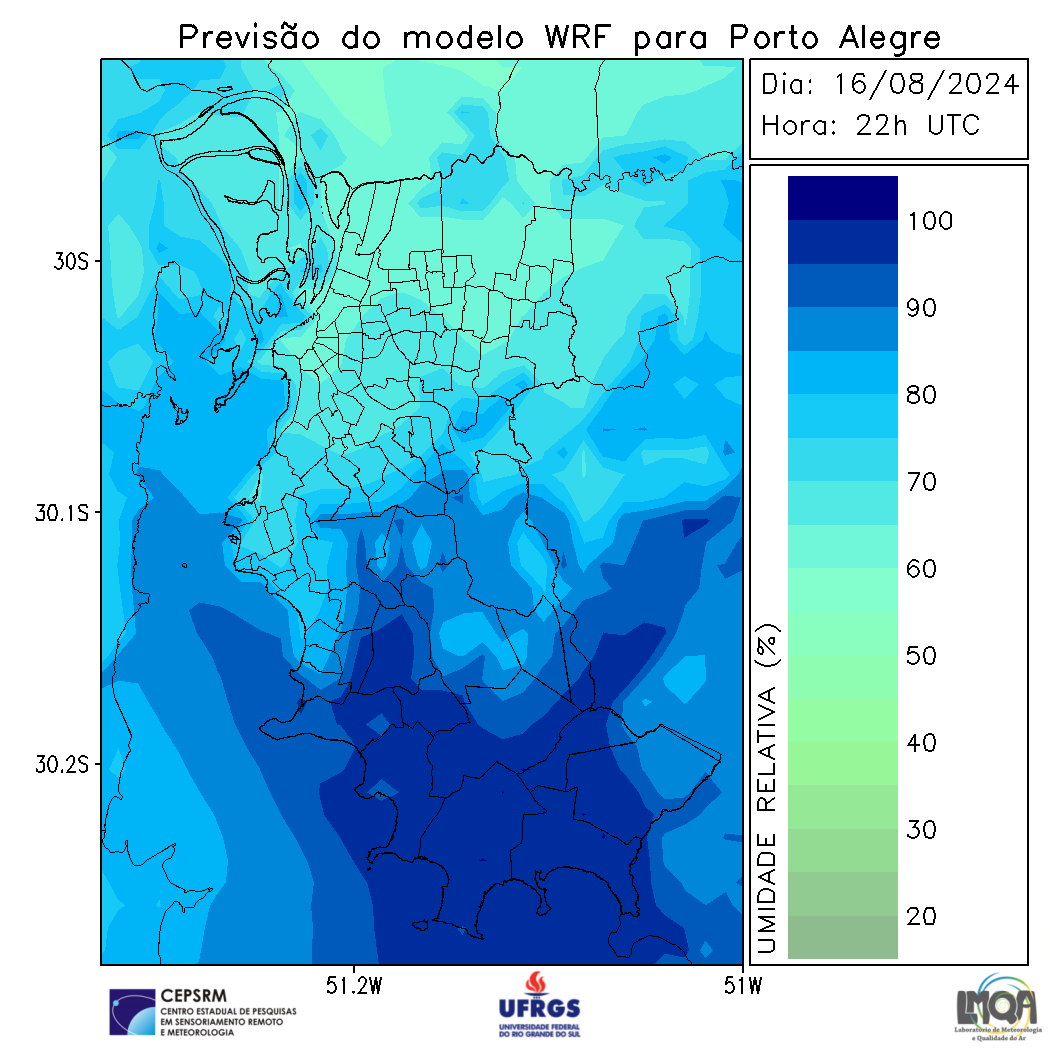 Previsão do modelo WRF para Porto Alegre
Dia: 16/08/2024
Hora: 22h UTC
30S
30.1S
30.2S
51.2W
51W
100
90
80
70
60
50
40
30
20
UMIDADE RELATIVA (%)
CEPSRM
CENTRO ESTADUAL DE PESQUISAS
EM SENSORIAMENTO REMOTO
E METEOROLOGIA
UFRGS
UNIVERSIDADE FEDERAL
DO RIO GRANDE DO SUL
LMQA
Laboratório de Meteorologia
e Qualidade do Ar